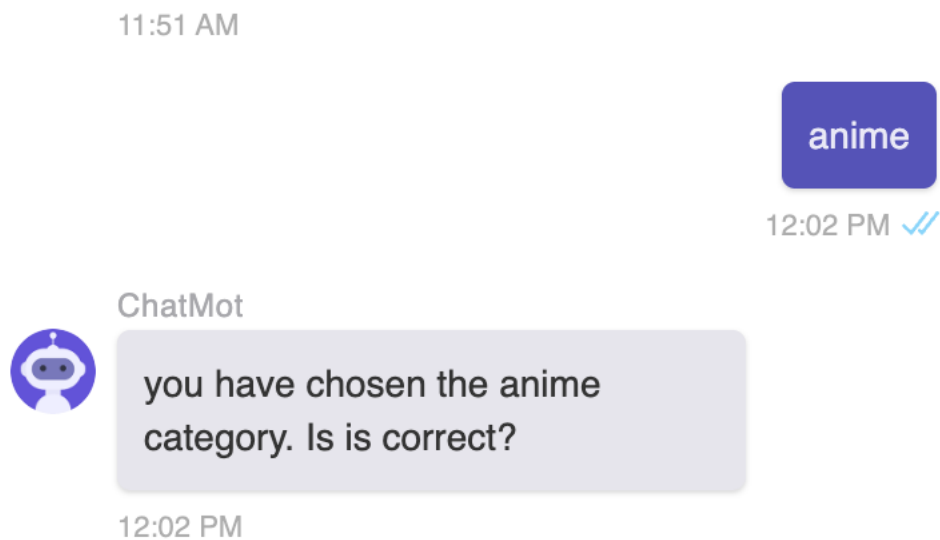 11:51 AM
anime
12:02 PM
ChatMot
you have chosen the anime
category. Is is correct?
12:02 PM